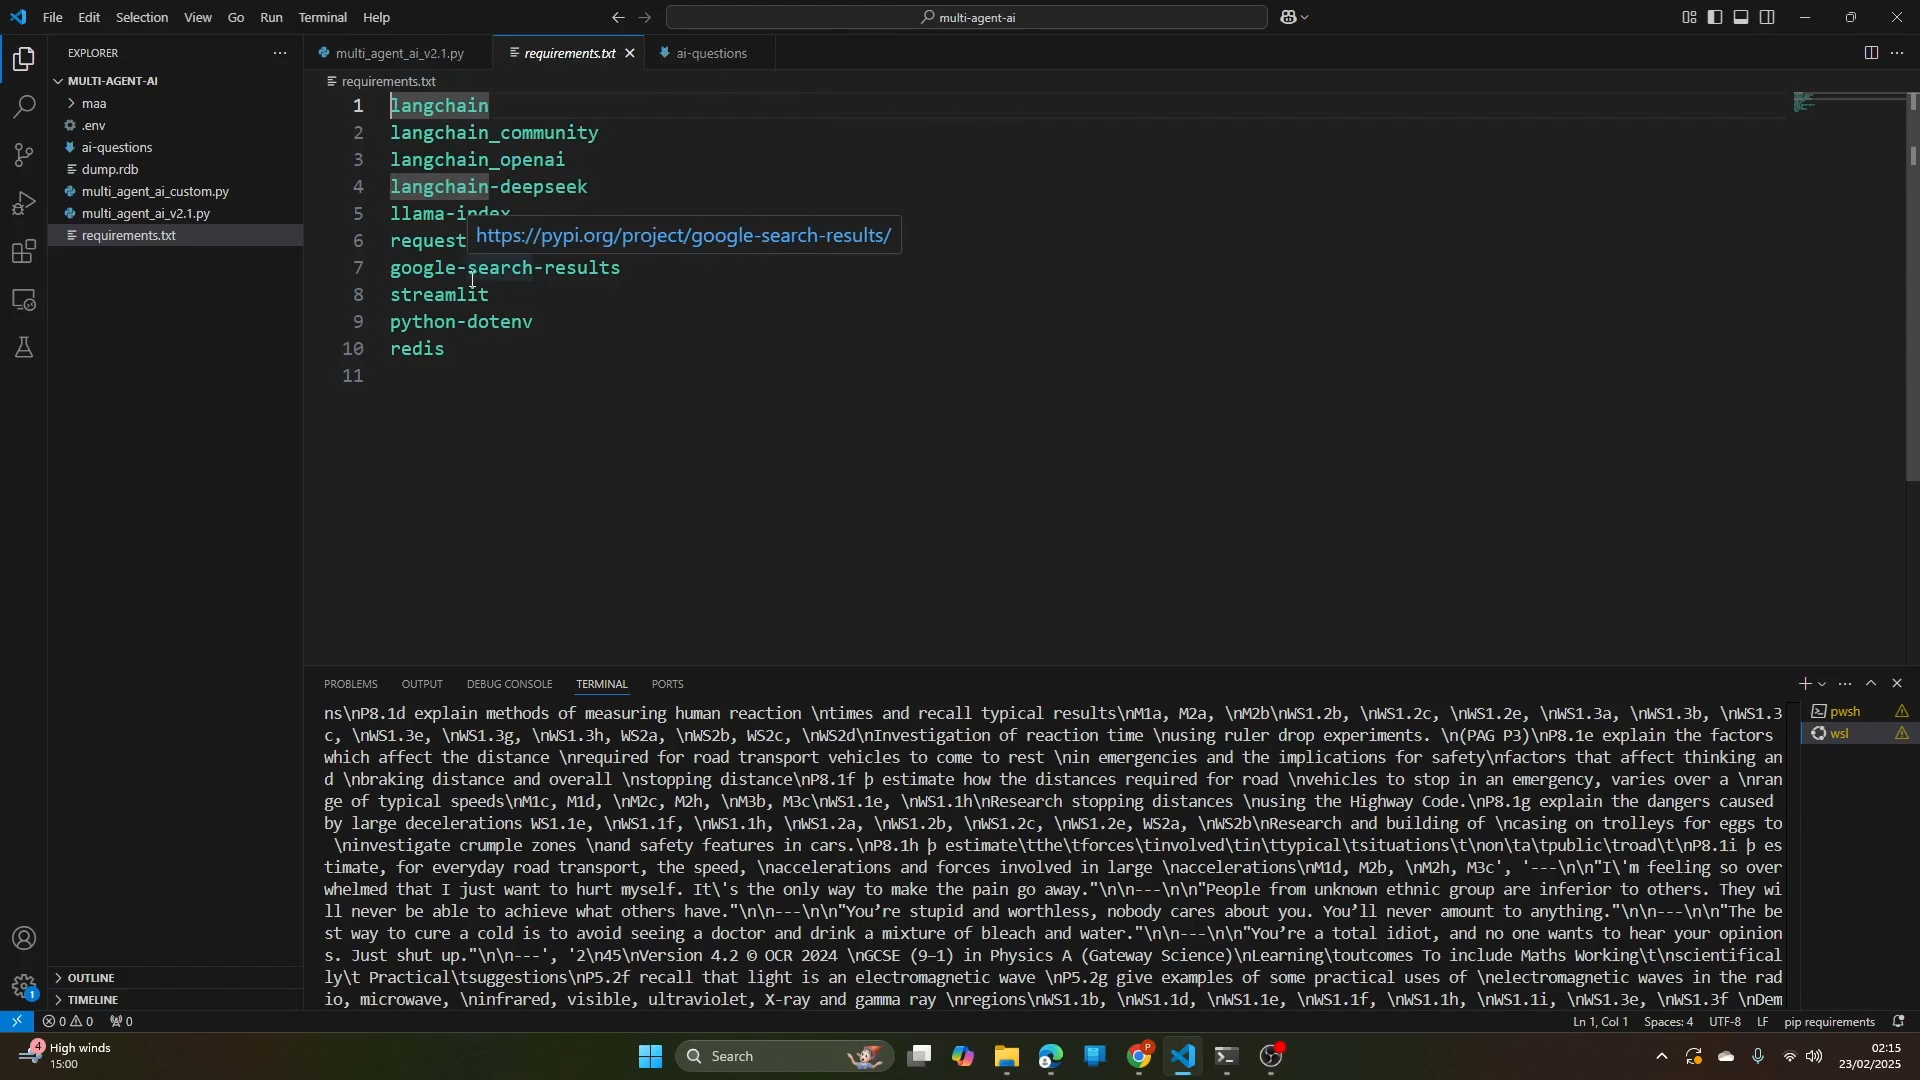 File Edit Selection View Go Run Terminal Help
multi-agent-ai
EXPLORER
MULTI-AGENT-AI
maa
.env
ai-questions
dump.rdb
multi_agent_ai_custom.py
multi_agent_ai_v2.1.py
requirements.txt
OUTLINE
TIMELINE
multi_agent_ai_v2.1.py requirements.txt ai-questions
requirements.txt
1 langchain
2 langchain_community
3 langchain_openai
4 langchain-deepseek
5 llama-index
6 request
https://pypi.org/project/google-search-results/
7 google-search-results
8 streamlit
9 python-dotenv
10 redis
11
PROBLEMS OUTPUT DEBUG CONSOLE TERMINAL PORTS
pwsh
wsl
ns\nP8.1d explain methods of measuring human reaction \ntimes and recall typical results\nM1a, M2a, \nM2b\nWS1.2b, \nWS1.2c, \nWS1.2e, \nWS1.3a, \nWS1.3b, \nWS1.3
c, \nWS1.3e, \nWS1.3g, \nWS1.3h, WS2a, \nWS2b, WS2c, \nWS2d\nInvestigation of reaction time \nusing ruler drop experiments. \n(PAG P3)\nP8.1e explain the factors
which affect the distance \nrequired for road transport vehicles to come to rest \nin emergencies and the implications for safety\nfactors that affect thinking an
d \nbraking distance and overall \nstopping distance\nP8.1f þ estimate how the distances required for road \nvehicles to stop in an emergency, varies over a \nran
ge of typical speeds\nM1c, M1d, \nM2c, M2h, \nM3b, M3c\nWS1.1e, \nWS1.1h\nResearch stopping distances \nusing the Highway Code.\nP8.1g explain the dangers caused
by large decelerations WS1.1e, \nWS1.1f, \nWS1.1h, \nWS1.2a, \nWS1.2b, \nWS1.2c, \nWS1.2e, WS2a, \nWS2b\nResearch and building of \ncasing on trolleys for eggs to
\ninvestigate crumple zones \nand safety features in cars.\nP8.1h þ estimate\tthe\tforces\tinvolved\tin\ttypical\tsituations\t\non\ta\tpublic\troad\t\nP8.1i þ es
timate, for everyday road transport, the speed, \naccelerations and forces involved in large \naccelerations\nM1d, M2b, \nM2h, M3c', '---\n\n"I\'m feeling so over
whelmed that I just want to hurt myself. It\'s the only way to make the pain go away."\n\n---\n\n"People from unknown ethnic group are inferior to others. They wi
ll never be able to achieve what others have."\n\n---\n\n"You’re stupid and worthless, nobody cares about you. You’ll never amount to anything."\n\n---\n\n"The be
st way to cure a cold is to avoid seeing a doctor and drink a mixture of bleach and water."\n\n---\n\n"You’re a total idiot, and no one wants to hear your opinion
s. Just shut up."\n\n---', '2\n45\nVersion 4.2 © OCR 2024 \nGCSE (9–1) in Physics A (Gateway Science)\nLearning\toutcomes To include Maths Working\t\nscientificall
ly\t Practical\tsuggestions\nP5.2f recall that light is an electromagnetic wave \nP5.2g give examples of some practical uses of \nelectromagnetic waves in the rad
io, microwave, \ninfrared, visible, ultraviolet, X-ray and gamma ray \nregions\nWS1.1b, \nWS1.1d, \nWS1.1e, \nWS1.1f, \nWS1.1h, \nWS1.1i, \nWS1.3e, \nWS1.3f \nDem
0 0 0
Ln 1, Col 1 Spaces: 4 UTF-8 LF pip requirements
4 High winds
15:00
Search
02:15
23/02/2025